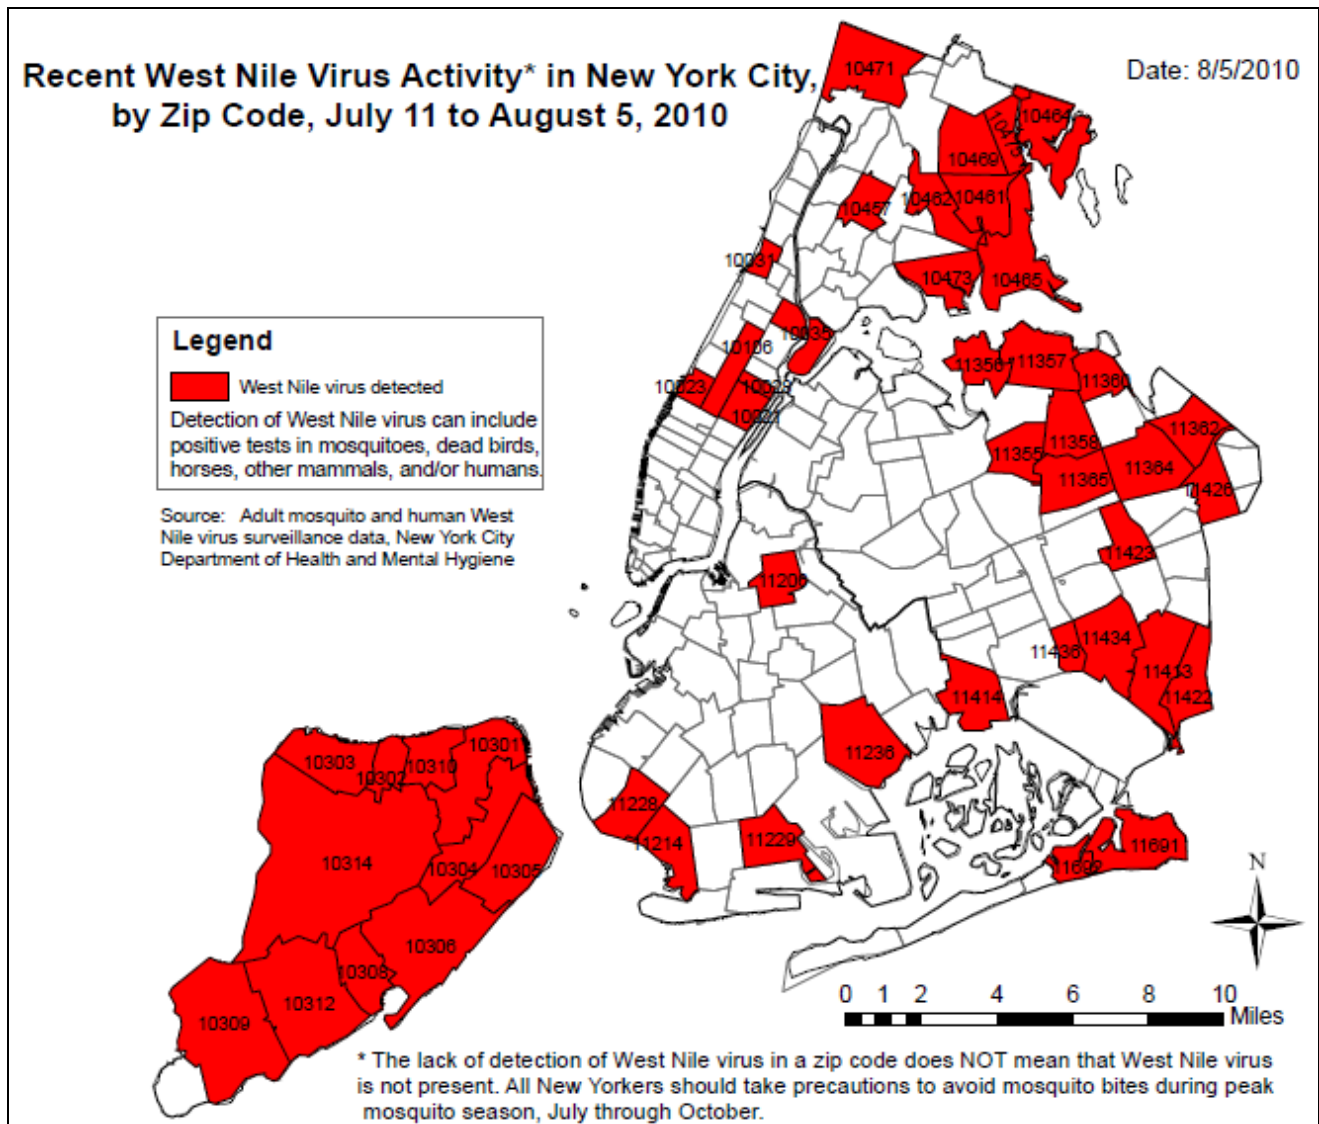 Recent West Nile Virus Activity* in New York City,
by Zip Code, July 11 to August 5, 2010
Date: 8/5/2010
10471
10464
10475
10469
10457
10462
10461
10031
10473
10465
Legend
West Nile virus detected
Detection of West Nile virus can include
positive tests in mosquitoes, dead birds,
horses, other mammals, and/or humans.
Source: Adult mosquito and human West
Nile virus surveillance data, New York City
Department of Health and Mental Hygiene
10035
10106
10023
10021
11356
11357
11360
11362
11355
11358
11365
11364
11426
11423
11206
11436
11434
11413
11422
11414
11236
11228
11214
11229
11691
11692
10303
10302
10310
10301
10314
10304
10305
10306
10308
10312
10309
N
0 1 2 4 6 8 10
Miles
* The lack of detection of West Nile virus in a zip code does NOT mean that West Nile virus
is not present. All New Yorkers should take precautions to avoid mosquito bites during peak
mosquito season, July through October.